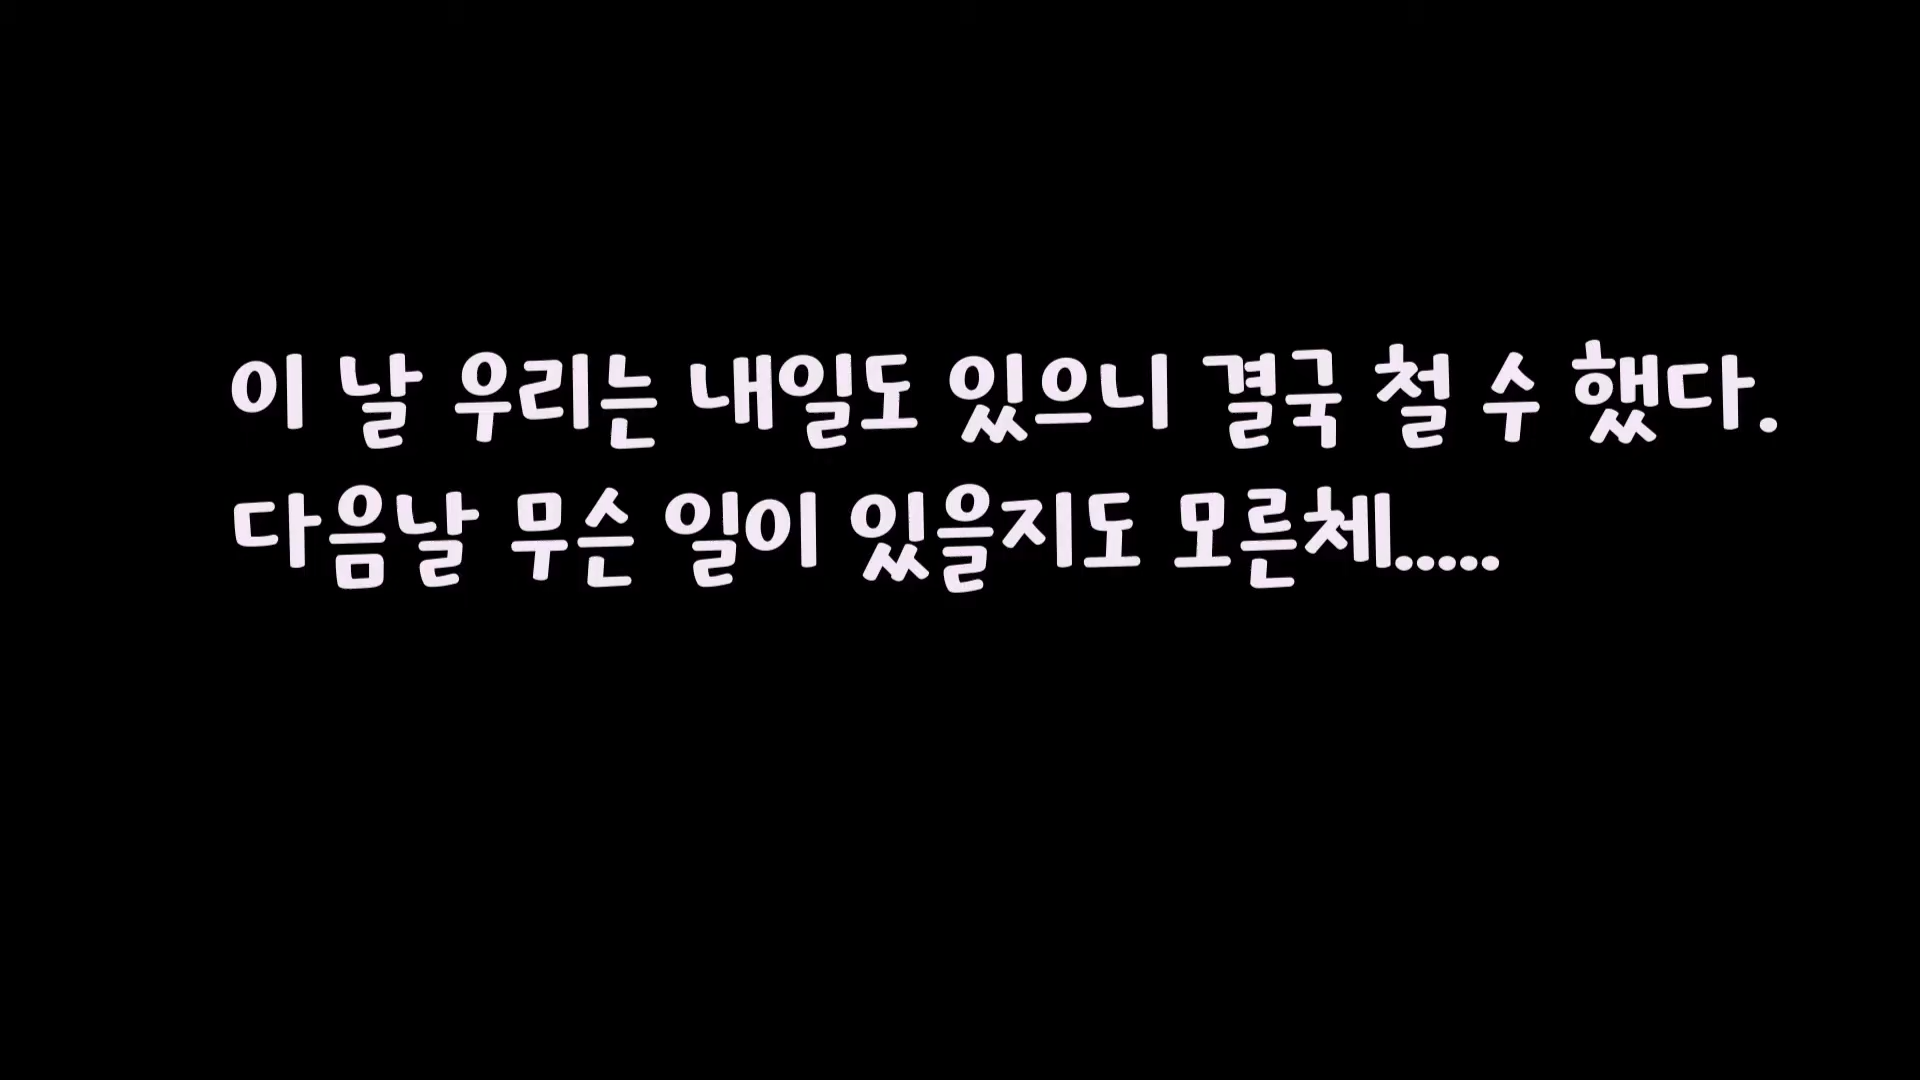 이 날 우리는 내일도 있으니 결국 철 수 했다.
다음날 무슨 일이 있을지도 모른체.....